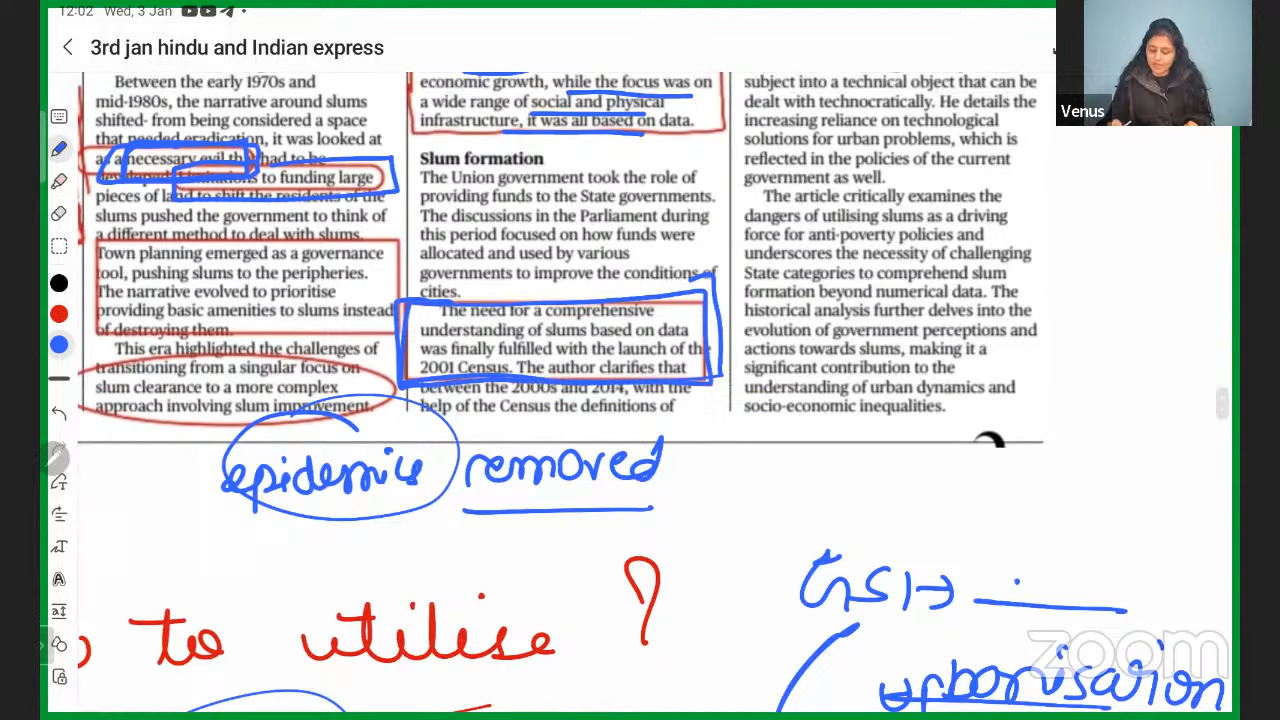 12:02 Wed, 3 Jan
3rd jan hindu and Indian express
Venus
Between the early 1970s and
mid-1980s, the narrative around slums
shifted- from being considered a space
that needed eradication, it was looked at
as a necessary evil that had to be
developed. Limitations to funding large
pieces of land to shift the residents of the
slums pushed the government to think of
a different method to deal with slums.
Town planning emerged as a governance
tool, pushing slums to the peripheries.
The narrative evolved to prioritise
providing basic amenities to slums instead
of destroying them.
This era highlighted the challenges of
transitioning from a singular focus on
slum clearance to a more complex
approach involving slum improvement.
economic growth, while the focus was on
a wide range of social and physical
infrastructure, it was all based on data.
Slum formation
The Union government took the role of
providing funds to the State governments.
The discussions in the Parliament during
this period focused on how funds were
allocated and used by various
governments to improve the conditions of
cities.
The need for a comprehensive
understanding of slums based on data
was finally fulfilled with the launch of the
2001 Census. The author clarifies that
between the 2000s and 2014, with the
help of the Census the definitions of
subject into a technical object that can be
dealt with technocratically. He details the
increasing reliance on technological
solutions for urban problems, which is
reflected in the policies of the current
government as well.
The article critically examines the
dangers of utilising slums as a driving
force for anti-poverty policies and
underscores the necessity of challenging
State categories to comprehend slum
formation beyond numerical data. The
historical analysis further delves into the
evolution of government perceptions and
actions towards slums, making it a
significant contribution to the
understanding of urban dynamics and
socio-economic inequalities.
epidemics removed
to utilise ?
GS1→
urbanisation
zoom